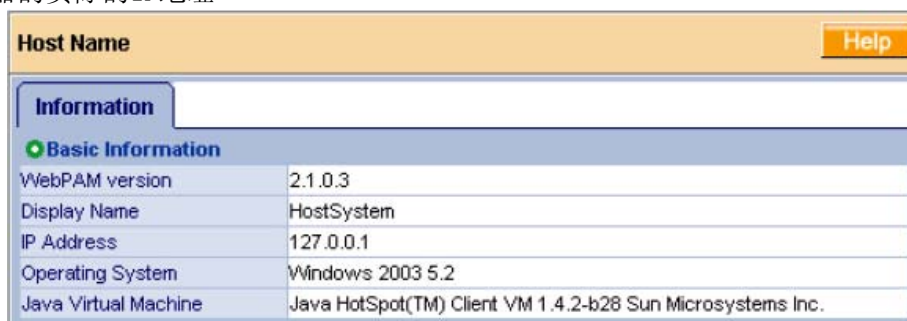 Host Name
Help
Information
Basic Information
WebPAM version 2.1.0.3
Display Name HostSystem
IP Address 127.0.0.1
Operating System Windows 2003 5.2
Java Virtual Machine Java HotSpot(TM) Client VM 1.4.2-b28 Sun Microsystems Inc.